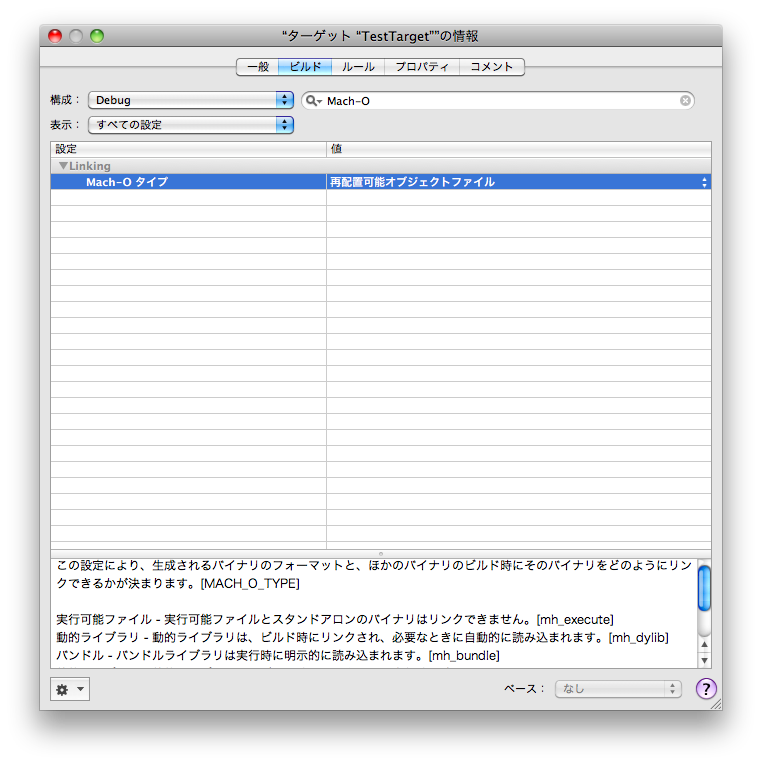 “ターゲット “TestTarget””の情報
一般 ビルド ルール プロパティ コメント
構成： Debug Mach-O
表示： すべての設定
設定 値
Linking
Mach-O タイプ 再配置可能オブジェクトファイル
この設定により、生成されるバイナリのフォーマットと、ほかのバイナリのビルド時にそのバイナリをどのようにリン
クできるかが決まります。[MACH_O_TYPE]
実行可能ファイル - 実行可能ファイルとスタンドアロンのバイナリはリンクできません。[mh_execute]
動的ライブラリ - 動的ライブラリは、ビルド時にリンクされ、必要なときに自動的に読み込まれます。[mh_dylib]
バンドル - バンドルライブラリは実行時に明示的に読み込まれます。[mh_bundle]
ベース： なし ?